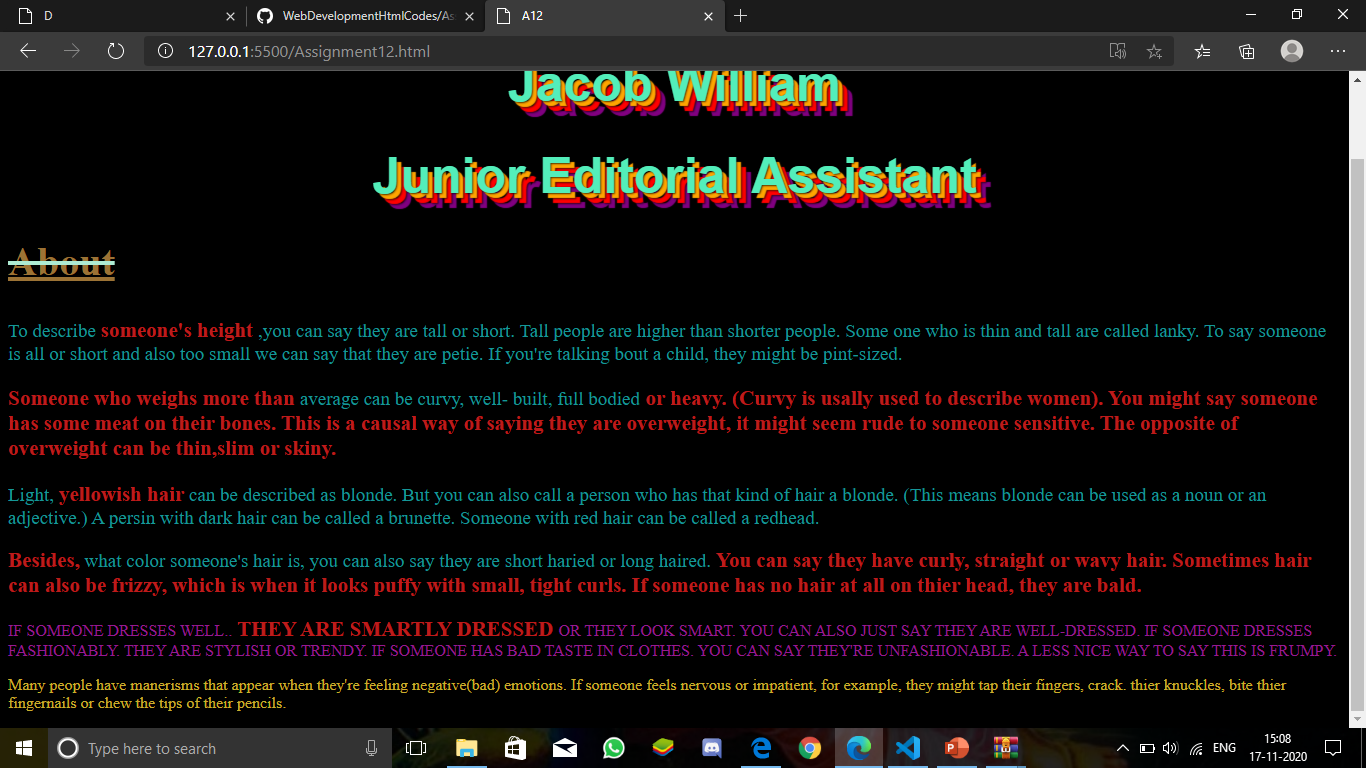 D
WebDevelopmentHtmlCodes/As
A12
127.0.0.1:5500/Assignment12.html
Jacob William
Junior Editorial Assistant
About
To describe someone's height ,you can say they are tall or short. Tall people are higher than shorter people. Some one who is thin and tall are called lanky. To say someone
is all or short and also too small we can say that they are petie. If you're talking bout a child, they might be pint-sized.
Someone who weighs more than average can be curvy, well- built, full bodied or heavy. (Curvy is usally used to describe women). You might say someone
has some meat on their bones. This is a causal way of saying they are overweight, it might seem rude to someone sensitive. The opposite of
overweight can be thin,slim or skiny.
Light, yellowish hair can be described as blonde. But you can also call a person who has that kind of hair a blonde. (This means blonde can be used as a noun or an
adjective.) A persin with dark hair can be called a brunette. Someone with red hair can be called a redhead.
Besides, what color someone's hair is, you can also say they are short haried or long haired. You can say they have curly, straight or wavy hair. Sometimes hair
can also be frizzy, which is when it looks puffy with small, tight curls. If someone has no hair at all on thier head, they are bald.
IF SOMEONE DRESSES WELL.. THEY ARE SMARTLY DRESSED OR THEY LOOK SMART. YOU CAN ALSO JUST SAY THEY ARE WELL-DRESSED. IF SOMEONE DRESSES
FASHIONABLY. THEY ARE STYLISH OR TRENDY. IF SOMEONE HAS BAD TASTE IN CLOTHES. YOU CAN SAY THEY'RE UNFASHIONABLE. A LESS NICE WAY TO SAY THIS IS FRUMPY.
Many people have manerisms that appear when they're feeling negative(bad) emotions. If someone feels nervous or impatient, for example, they might tap their fingers, crack. thier knuckles, bite thier
fingernails or chew the tips of their pencils.
Type here to search
ENG
15:08
17-11-2020